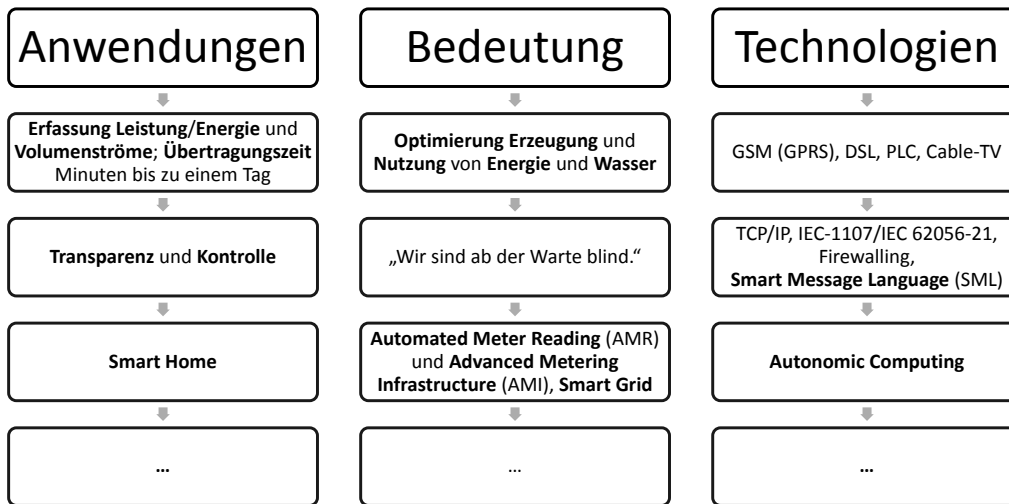 Anwendungen
Erfassung Leistung/Energie und
Volumenströme; Übertragungszeit
Minuten bis zu einem Tag
Transparenz und Kontrolle
Smart Home
...
Bedeutung
Optimierung Erzeugung und
Nutzung von Energie und Wasser
„Wir sind ab der Warte blind.“
Automated Meter Reading (AMR)
und Advanced Metering
Infrastructure (AMI), Smart Grid
...
Technologien
GSM (GPRS), DSL, PLC, Cable-TV
TCP/IP, IEC-1107/IEC 62056-21,
Firewalling,
Smart Message Language (SML)
Autonomic Computing
...